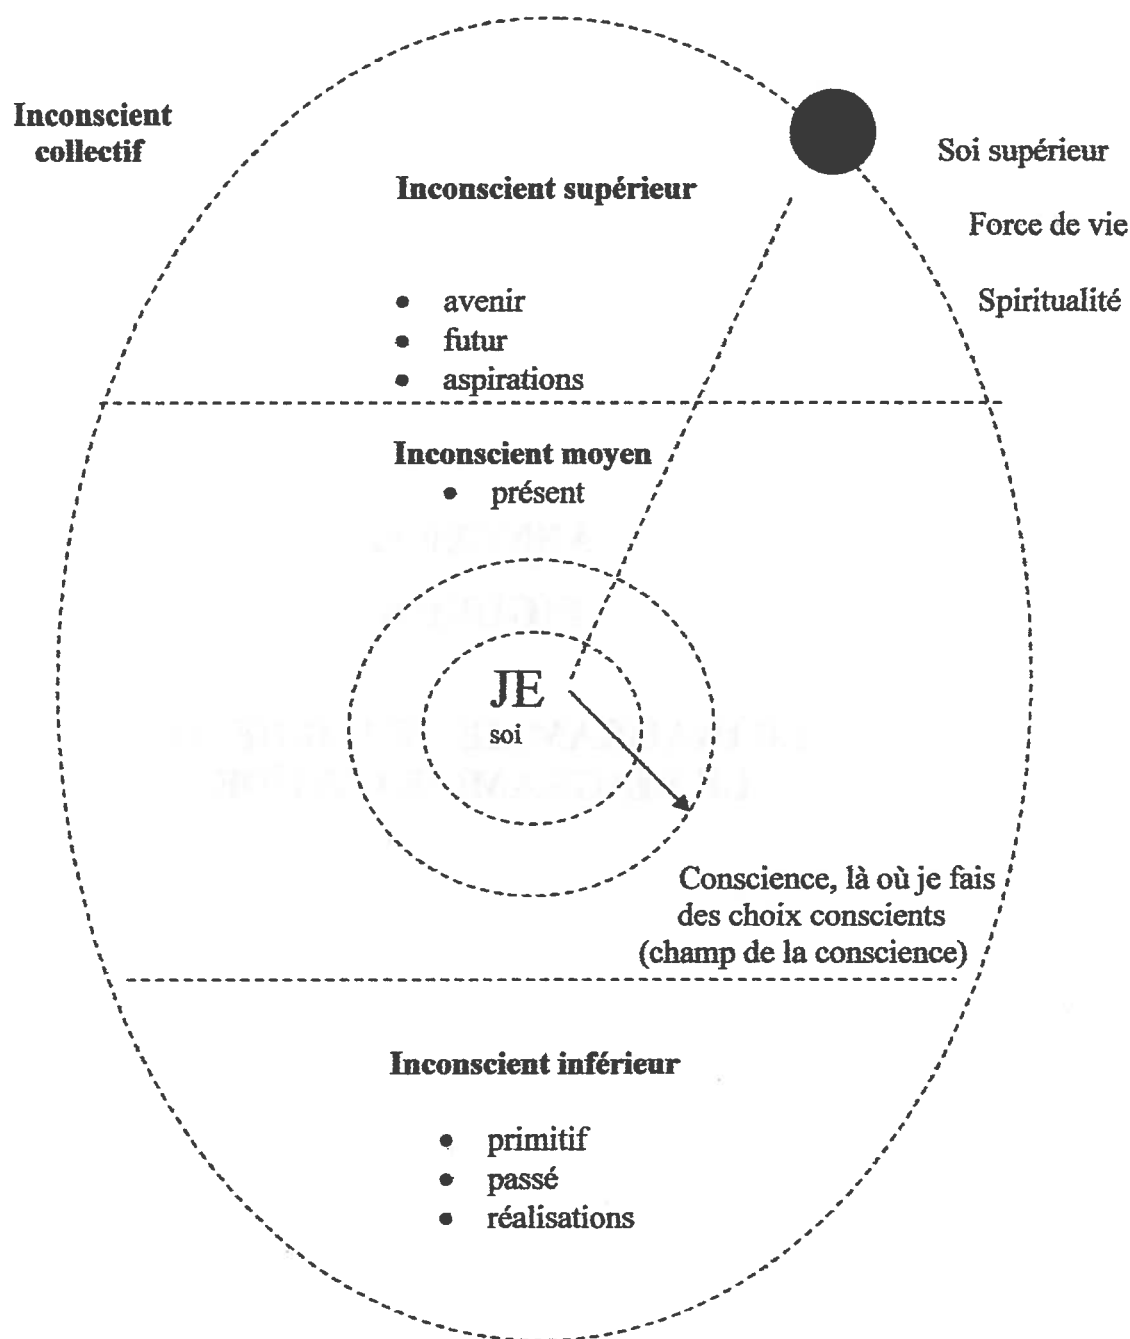 Inconscient
collectif
Soi supérieur
Inconscient supérieur
Force de vie
Spiritualité
• avenir
• futur
• aspirations
Inconscient moyen
• présent
JE
soi
Conscience, là où je fais
des choix conscients
(champ de la conscience)
Inconscient inférieur
• primitif
• passé
• réalisations